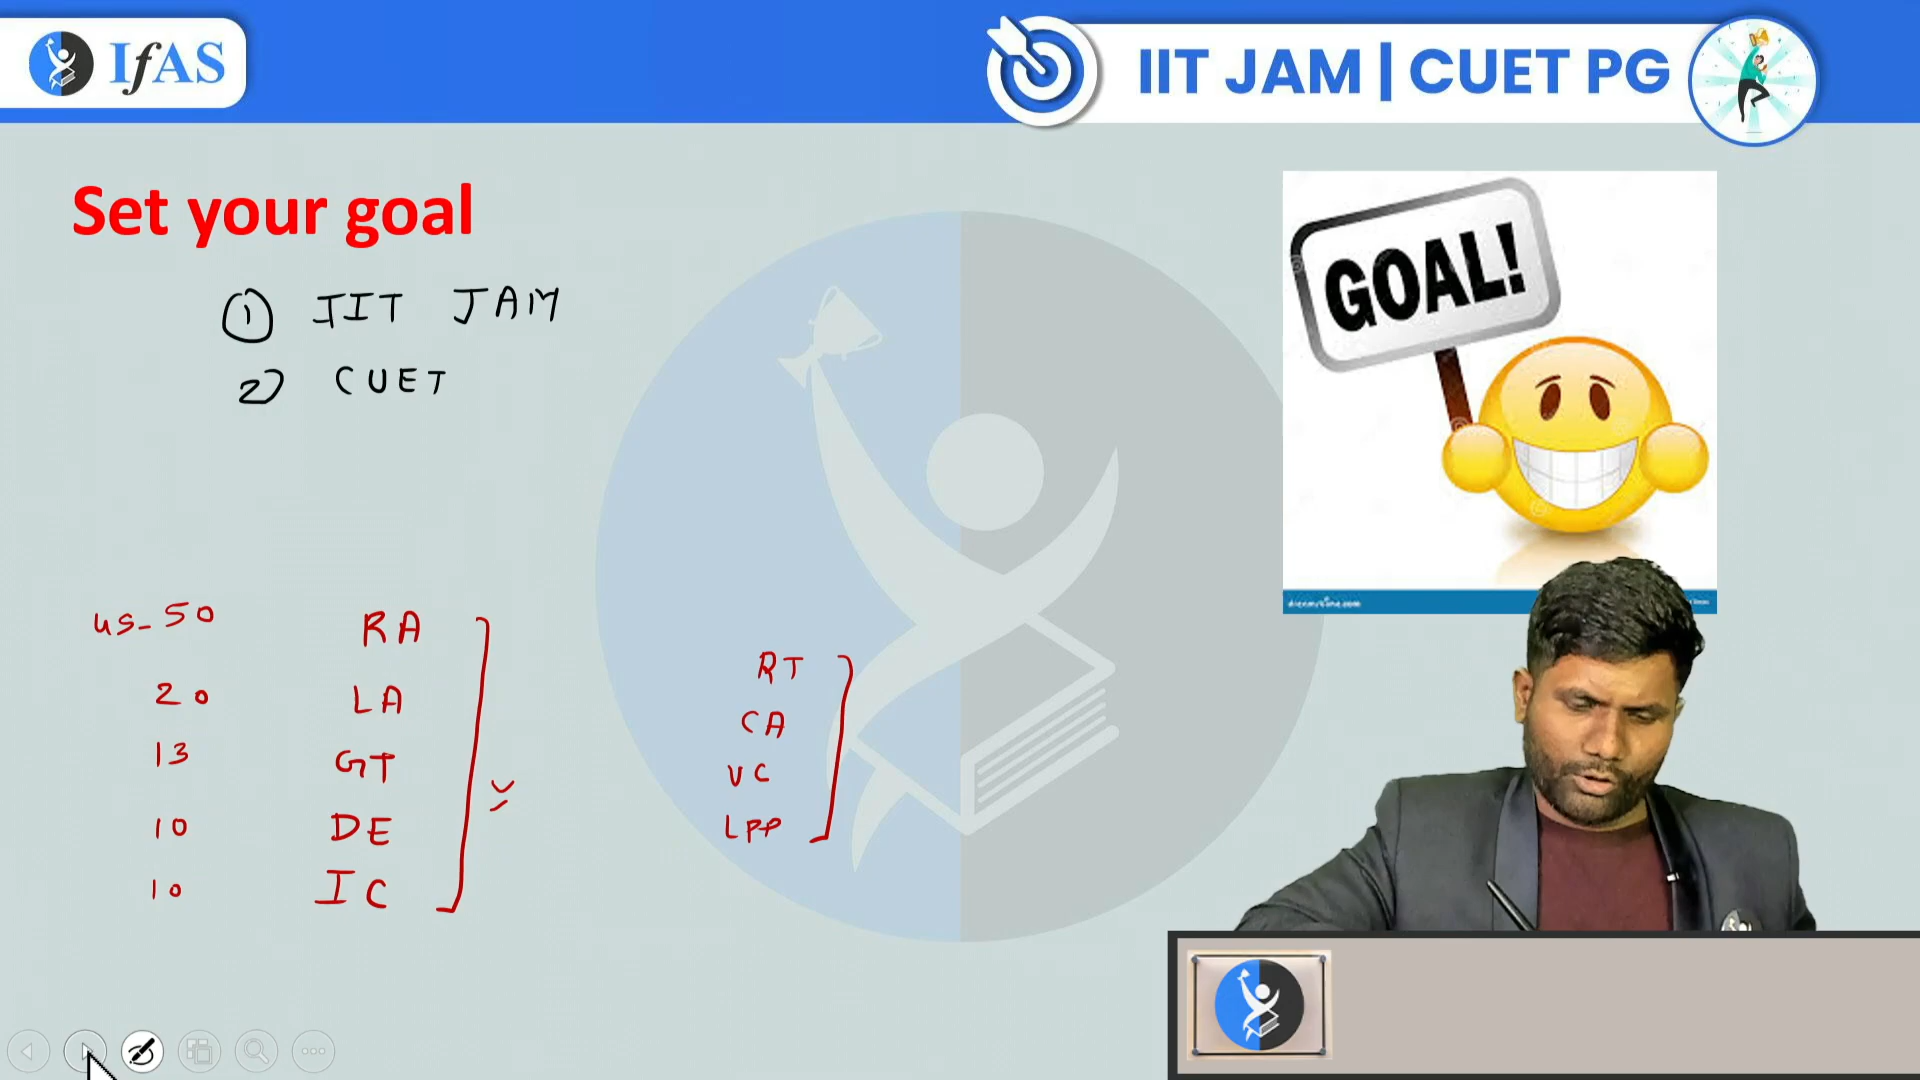 IfAS
IIT JAM | CUET PG
Set your goal
GOAL!
① IIT JAM
2) CUET
45-50 RA
20 LA
13 GT
10 DE
10 IC
RT
CA
VC
LPP